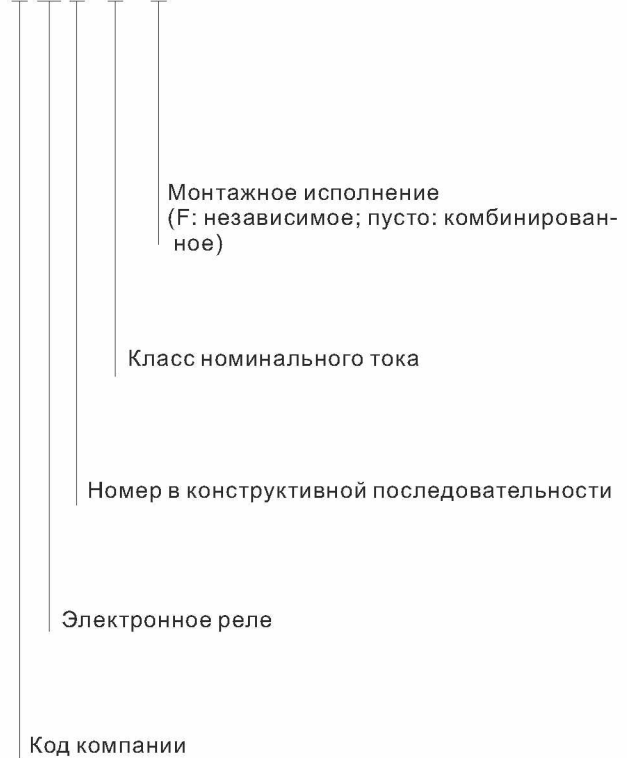 Монтажное исполнение
(F: независимое; пусто: комбинирован-
ное)
Класс номинального тока
Номер в конструктивной последовательности
Электронное реле
Код компании